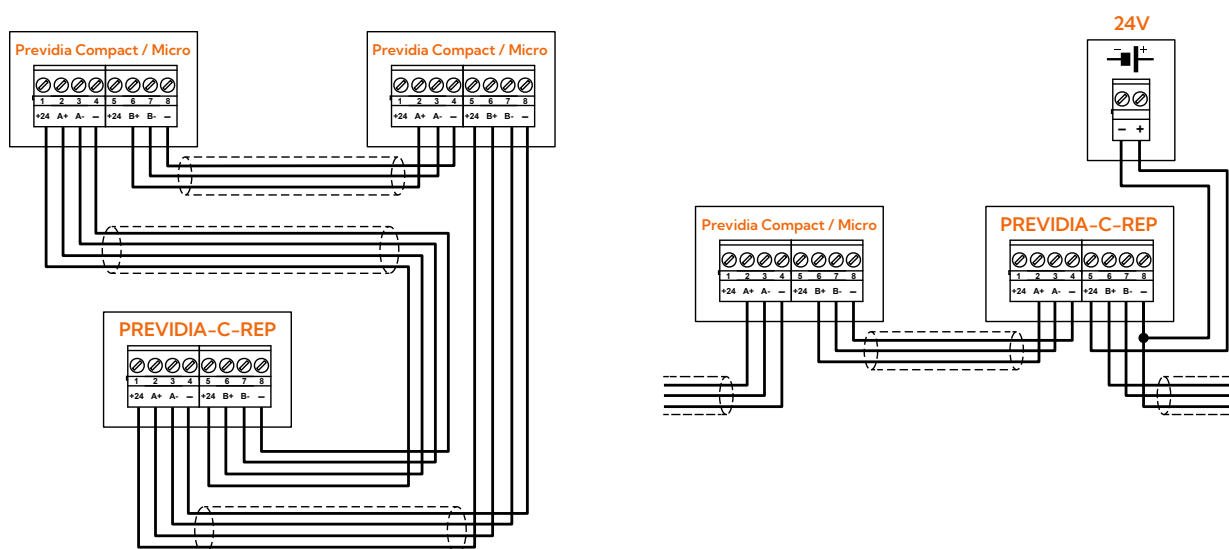 Previdia Compact / Micro
1 2 3 4 5 6 7 8
+24 A+ A- – +24 B+ B- –
Previdia Compact / Micro
1 2 3 4 5 6 7 8
+24 A+ A- – +24 B+ B- –
PREVIDIA-C-REP
1 2 3 4 5 6 7 8
+24 A+ A- – +24 B+ B- –
24V
- +
– +
Previdia Compact / Micro
1 2 3 4 5 6 7 8
+24 A+ A- – +24 B+ B- –
PREVIDIA-C-REP
1 2 3 4 5 6 7 8
+24 A+ A- – +24 B+ B- –